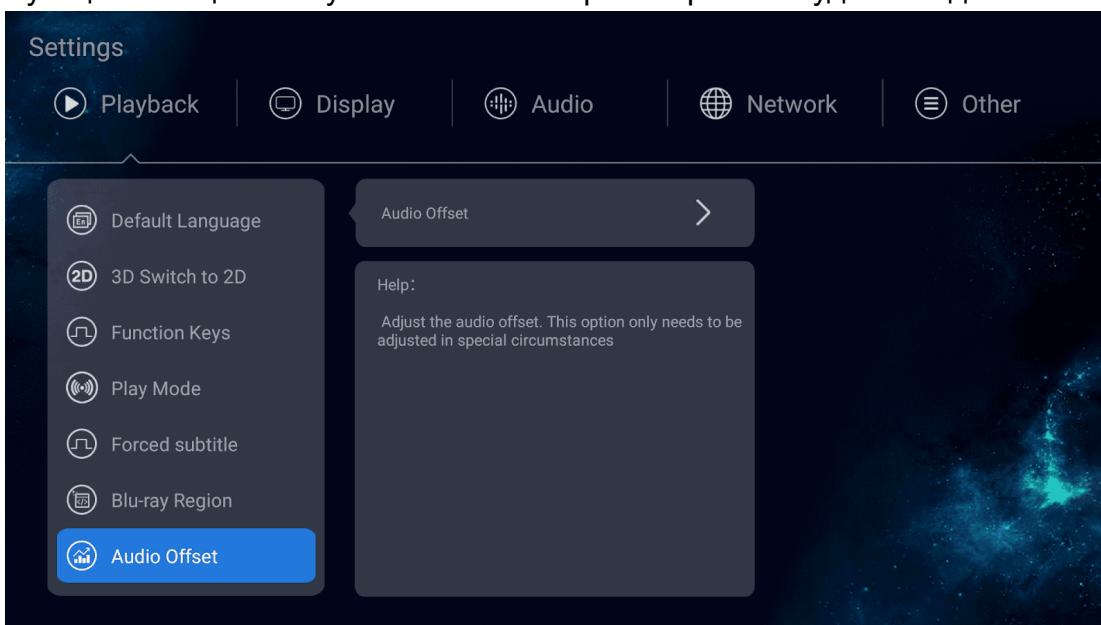 Settings
Playback
Display
Audio
Network
Other
Default Language
3D Switch to 2D
Function Keys
Play Mode
Forced subtitle
Blu-ray Region
Audio Offset
Audio Offset
Help：
Adjust the audio offset. This option only needs to be
adjusted in special circumstances
En
2D